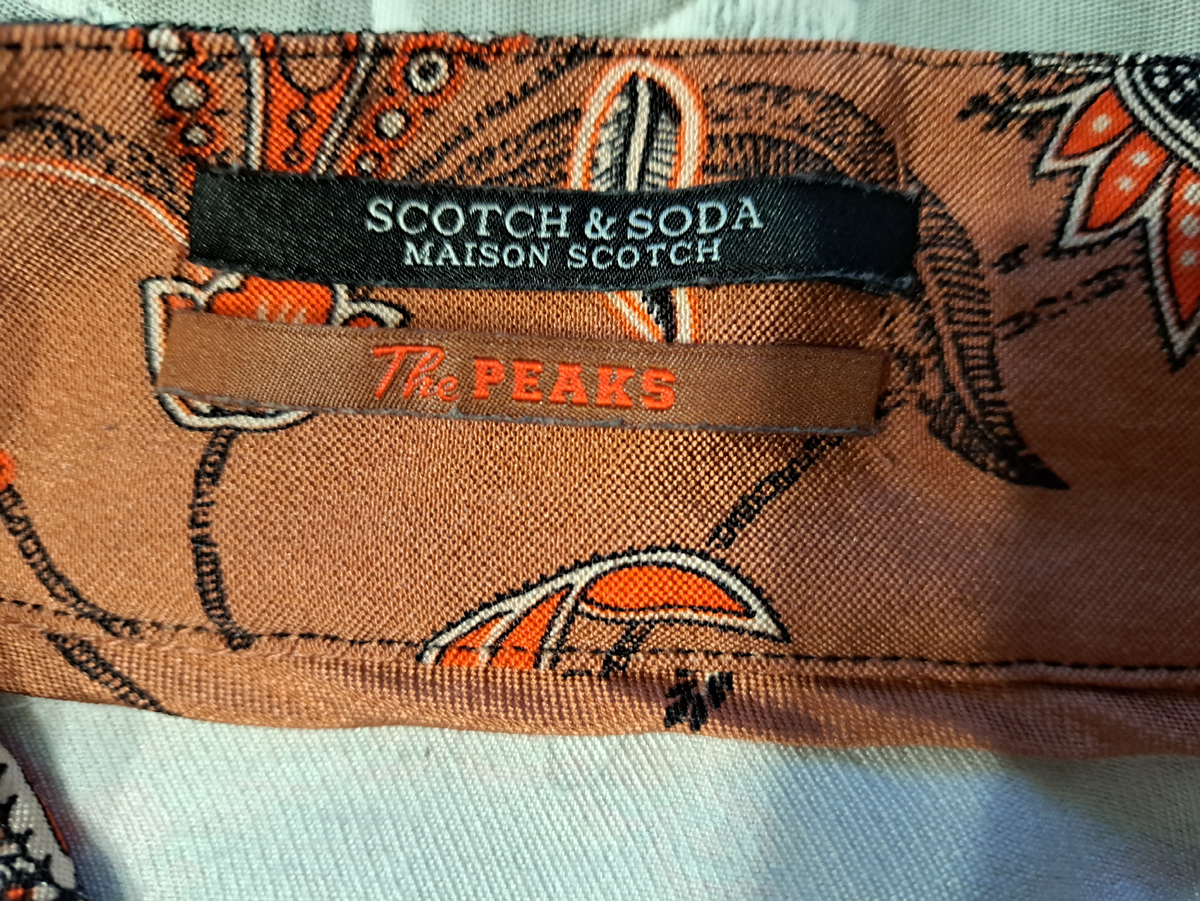 SCOTCH & SODA
MAISON SCOTCH
The PEAKS